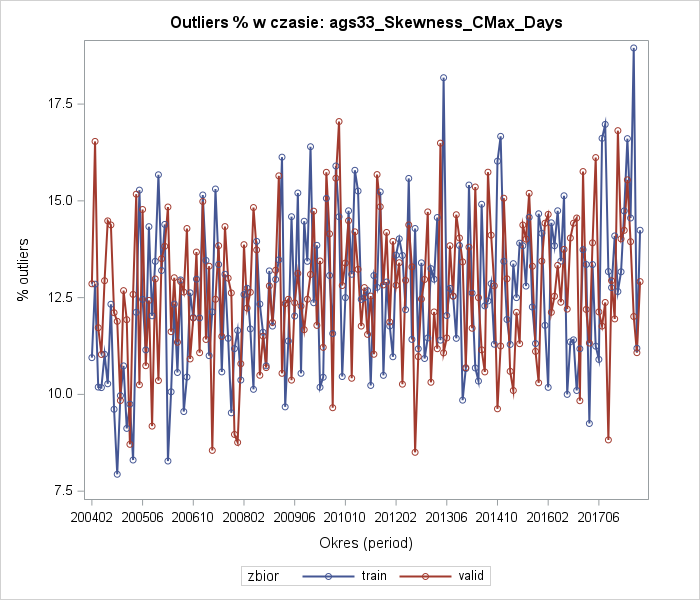 Outliers % w czasie: ags33_Skewness_CMax_Days
% outliers
17.5
15.0
12.5
10.0
7.5
200402 200506 200610 200802 200906 201010 201202 201306 201410 201602 201706
Okres (period)
zbior train valid